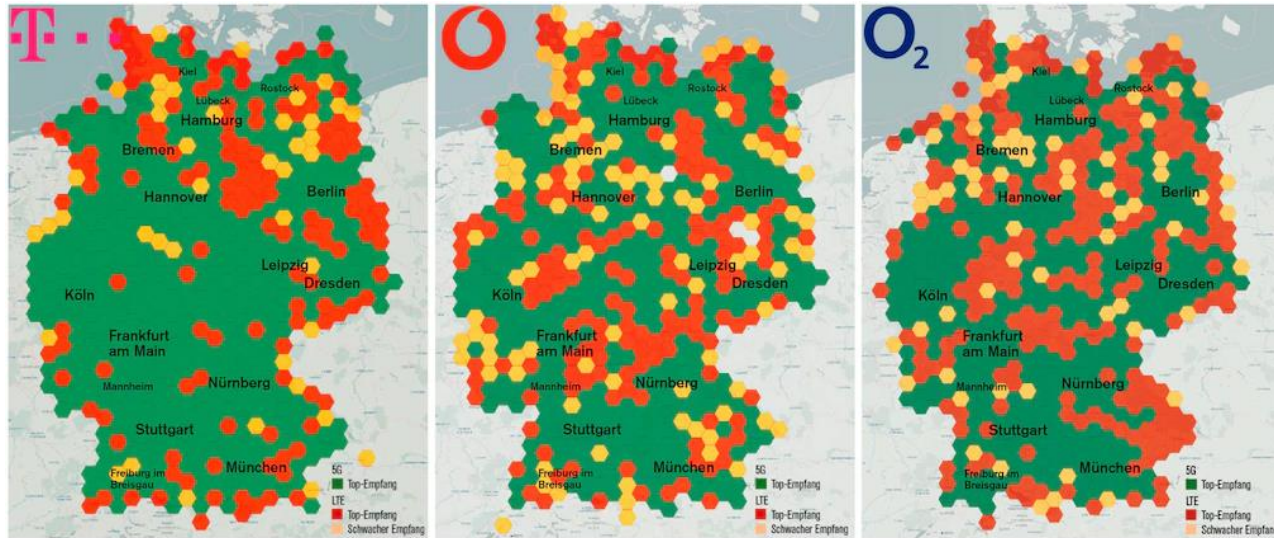 T
Kiel
Lübeck
Rostock
Hamburg
Bremen
Hannover
Berlin
Leipzig
Dresden
Köln
Frankfurt
am Main
Mannheim
Nürnberg
Stuttgart
Freiburg im
Breisgau
München
5G
Top-Empfang
LTE
Top-Empfang
Schwacher Empfang
Kiel
Lübeck
Rostock
Hamburg
Bremen
Hannover
Berlin
Leipzig
Dresden
Köln
Frankfurt
am Main
Mannheim
Nürnberg
Stuttgart
Freiburg im
Breisgau
München
5G
Top-Empfang
LTE
Top-Empfang
Schwacher Empfang
O2
Kiel
Lübeck
Rostock
Hamburg
Bremen
Hannover
Berlin
Leipzig
Dresden
Köln
Frankfurt
am Main
Mannheim
Nürnberg
Stuttgart
Freiburg im
Breisgau
München
5G
Top-Empfang
LTE
Top-Empfang
Schwacher Empfang